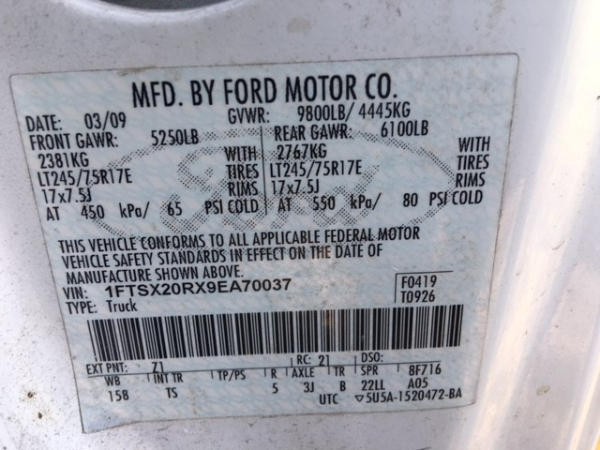 MFD. BY FORD MOTOR CO.
DATE: 03/09 GVWR: 9800LB/ 4445KG
FRONT GAWR: 5250LB REAR GAWR: 6100LB
2381KG WITH 2767KG WITH
LT245/75R17E TIRES LT245/75R17E TIRES
17x7.5J RIMS 17x7.5J RIMS
AT 450 kPa/ 65 PSI COLD AT 550 kPa/ 80 PSI COLD
THIS VEHICLE CONFORMS TO ALL APPLICABLE FEDERAL MOTOR
VEHICLE SAFETY STANDARDS IN EFFECT ON THE DATE OF
MANUFACTURE SHOWN ABOVE.
VIN: 1FTSX20RX9EA70037 F0419
TYPE: Truck T0926
EXT PNT: Z1 RC: 21 DSO:
WB INT TR TP/PS R AXLE TR SPR 8F716
158 TS 5 3J B 22LL A05
UTC ▽5U5A-1520472-BA
Ford